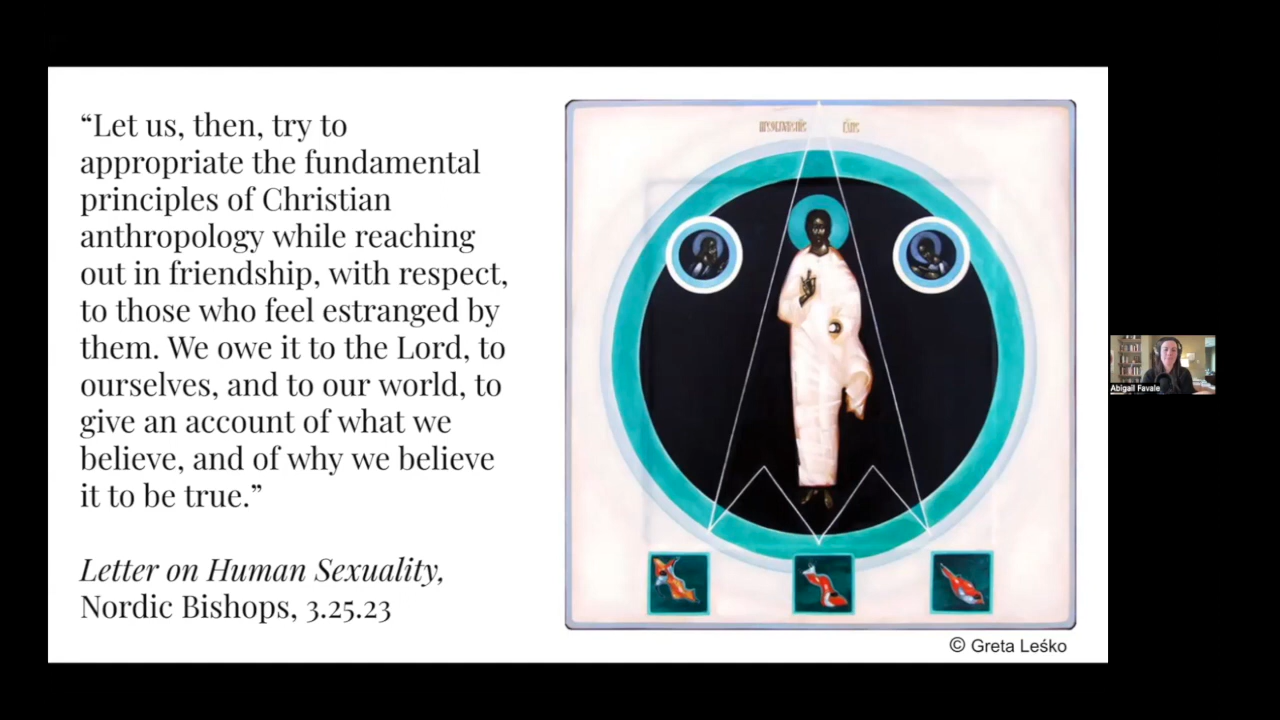 “Let us, then, try to
appropriate the fundamental
principles of Christian
anthropology while reaching
out in friendship, with respect,
to those who feel estranged by
them. We owe it to the Lord, to
ourselves, and to our world, to
give an account of what we
believe, and of why we believe
it to be true.”
Letter on Human Sexuality,
Nordic Bishops, 3.25.23
© Greta Leśko
Abigail Favale